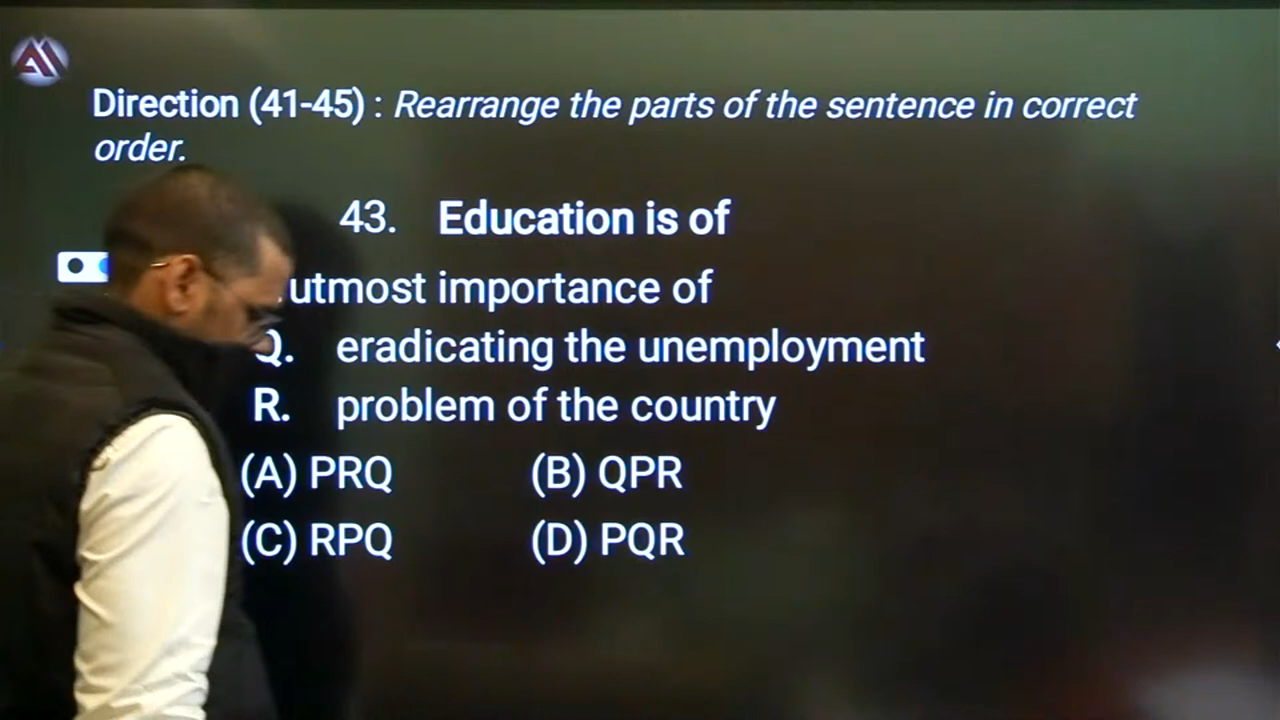 Direction (41-45) : Rearrange the parts of the sentence in correct
order.
43. Education is of
utmost importance of
Q. eradicating the unemployment
R. problem of the country
(A) PRQ (B) QPR
(C) RPQ (D) PQR